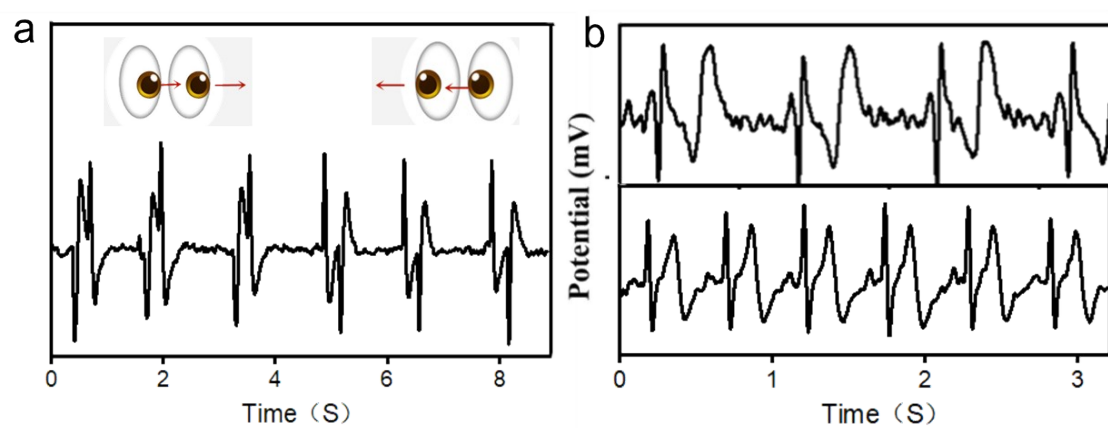 a
b
Potential (mV)
0 2 4 6 8
0 1 2 3
Time（S）
Time（S）